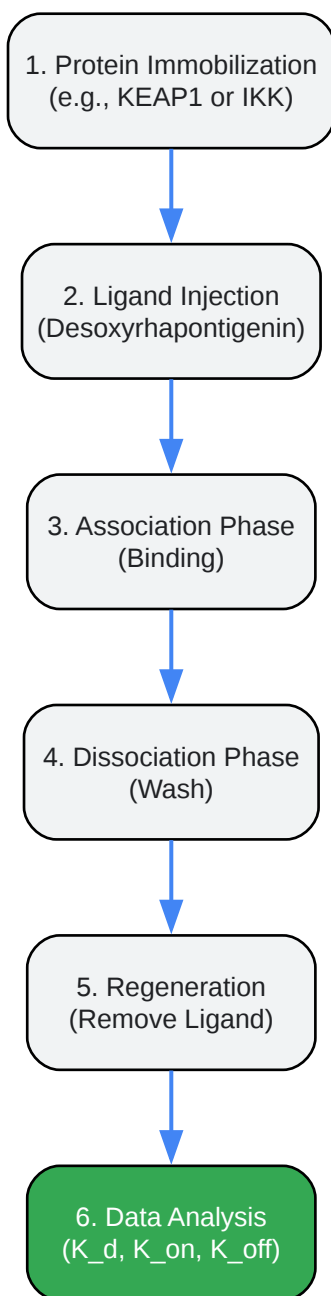 1. Protein Immobilization
(e.g., KEAP1 or IKK)
2. Ligand Injection
(Desoxyrhapontigenin)
3. Association Phase
(Binding)
4. Dissociation Phase
(Wash)
5. Regeneration
(Remove Ligand)
6. Data Analysis
(K_d, K_on, K_off)